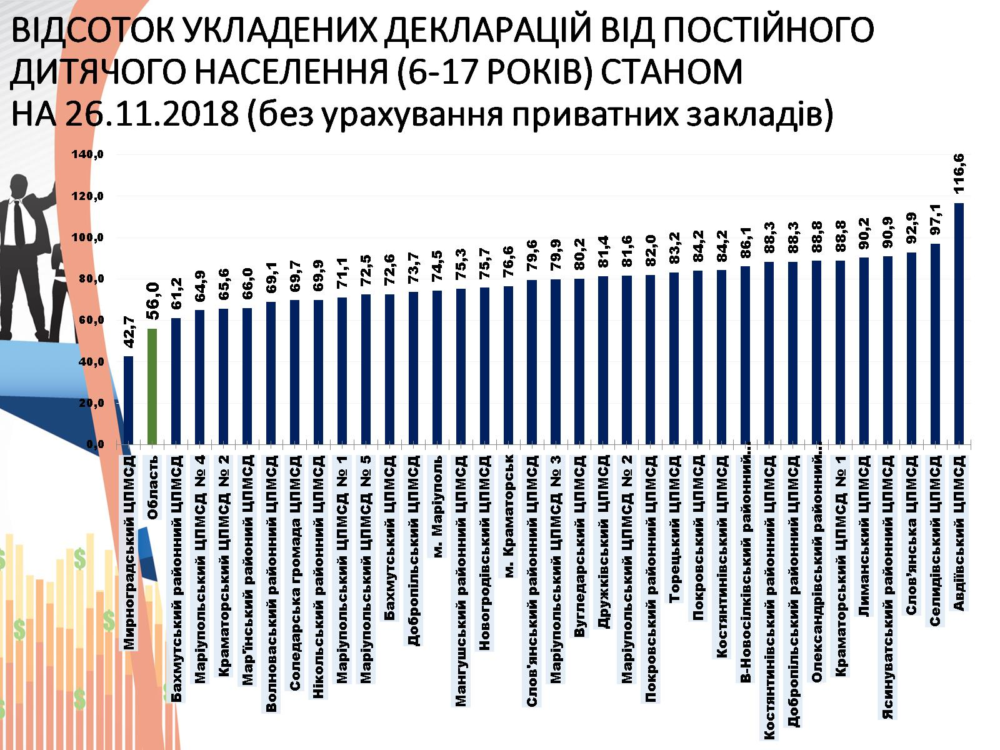 ВІДСОТОК УКЛАДЕНИХ ДЕКЛАРАЦІЙ ВІД ПОСТІЙНОГО
ДИТЯЧОГО НАСЕЛЕННЯ (6-17 РОКІВ) СТАНОМ
НА 26.11.2018 (без урахування приватних закладів)
140,0
120,0
100,0
80,0
60,0
40,0
20,0
0,0
42,7
56,0
61,2
64,9
65,6
66,0
69,1
69,7
69,9
71,1
72,5
72,6
73,7
74,5
75,3
75,7
76,6
79,6
79,9
80,2
81,4
81,6
82,0
83,2
84,2
84,2
86,1
88,3
88,3
88,8
88,8
90,2
90,9
92,9
97,1
116,6
Мирноградський ЦПМСД
Область
Бахмутський районний ЦПМСД
Маріупольський ЦПМСД № 4
Краматорський ЦПМСД № 2
Мар'їнський районий ЦПМСД
Волноваський районний ЦПМСД
Соледарська громада ЦПМСД
Нікольський районний ЦПМСД
Маріупольський ЦПМСД № 1
Маріупольський ЦПМСД № 5
Бахмутський ЦПМСД
Добропільський ЦПМСД
м. Маріуполь
Мангушський районний ЦПМСД
Новогродівський ЦПМСД
м. Краматорськ
Слов'янський районний ЦПМСД
Маріупольський ЦПМСД № 3
Вугледарський ЦПМСД
Дружківський ЦПМСД
Маріупольський ЦПМСД № 2
Покровський районний ЦПМСД
Торецький ЦПМСД
Покровський ЦПМСД
Костянтинівський ЦПМСД
В-Новосілківський районний…
Костянтинівський районний ЦПМСД
Добропільський районний ЦПМСД
Олександрівський районний…
Краматорський ЦПМСД № 1
Лиманський ЦПМСД
Ясинуватський районний ЦПМСД
Слов'янська ЦПМСД
Селидівський ЦПМСД
Авдіївський ЦПМСД